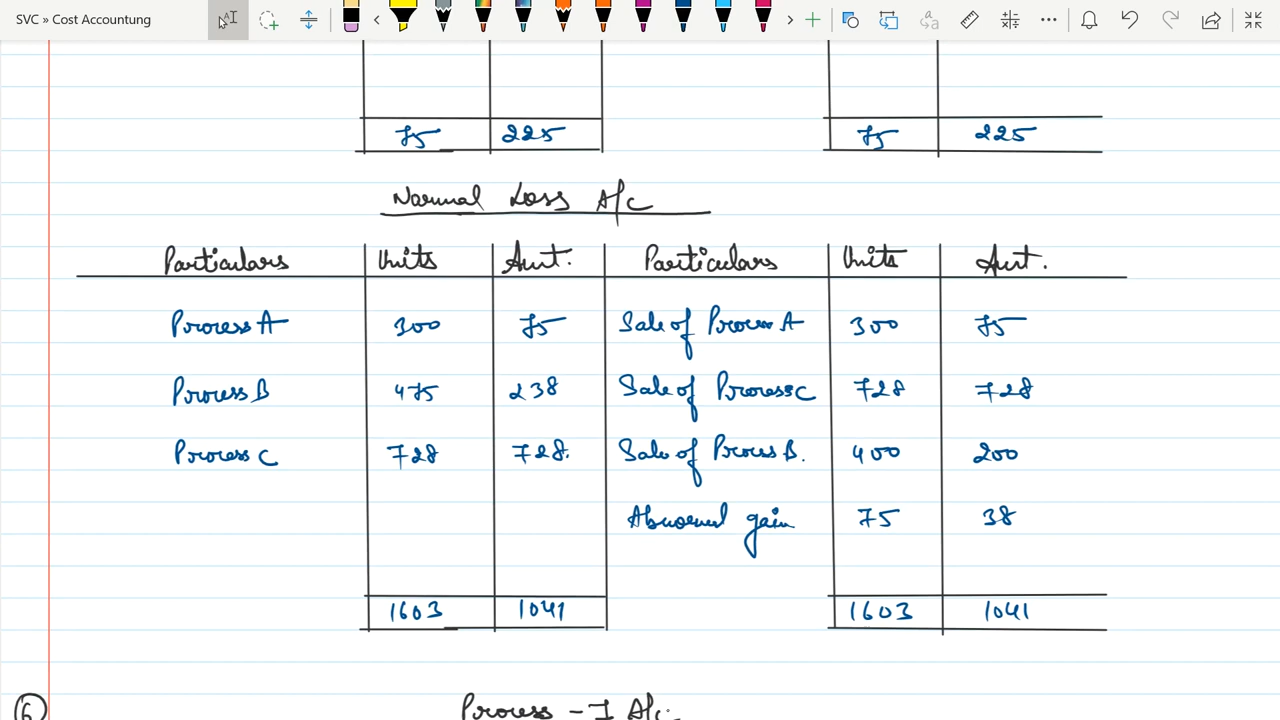 SVC » Cost Accountung
75 225 75 225
Normal Loss A/c
Particulars Units Amt. Particulars Units Amt.
Process A 300 75 Sale of Process A 300 75
Process B 475 238 Sale of Process C 728 728
Process C 728 728. Sale of Process B. 400 200
Abnormal gain 75 38
1603 1041 1603 1041
6 Process - I A/c